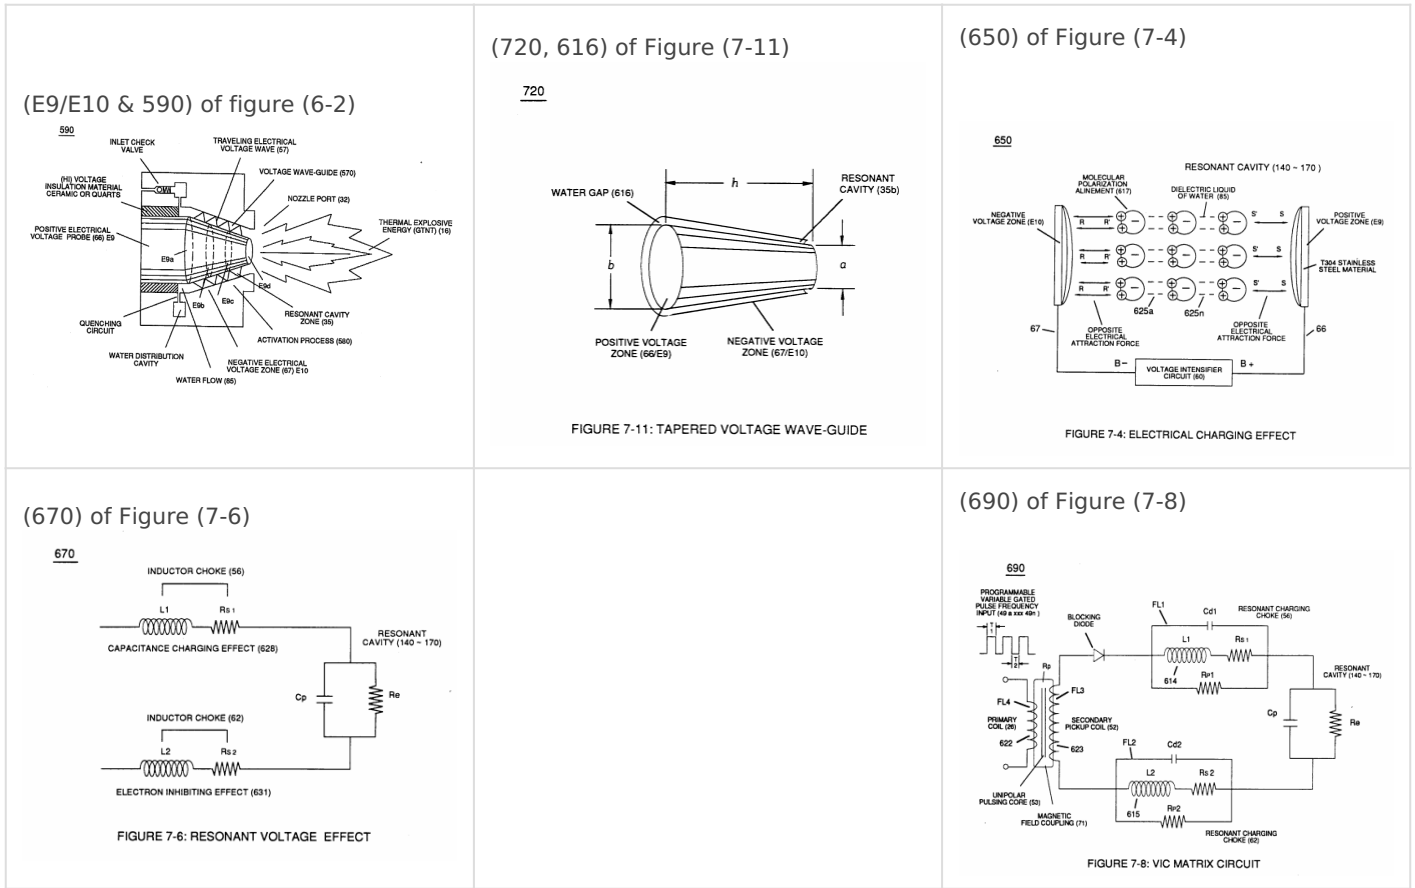 (E9/E10 & 590) of figure (6-2)
590
INLET CHECK
VALVE
TRAVELING ELECTRICAL
VOLTAGE WAVE (57)
(HI) VOLTAGE
INSULATION MATERIAL
CERAMIC OR QUARTS
VOLTAGE WAVE-GUIDE (570)
NOZZLE PORT (32)
THERMAL EXPLOSIVE
ENERGY (GTNT) (16)
POSITIVE ELECTRICAL
VOLTAGE PROBE (66) E9
E9a
E9d
E9b
E9c
QUENCHING
CIRCUIT
RESONANT CAVITY
ZONE (35)
ACTIVATION PROCESS (580)
WATER DISTRIBUTION
CAVITY
NEGATIVE ELECTRICAL
VOLTAGE ZONE (67) E10
WATER FLOW (85)
(720, 616) of Figure (7-11)
720
h
WATER GAP (616)
RESONANT
CAVITY (35b)
b
a
POSITIVE VOLTAGE
ZONE (66/E9)
NEGATIVE VOLTAGE
ZONE (67/E10)
FIGURE 7-11: TAPERED VOLTAGE WAVE-GUIDE
(650) of Figure (7-4)
650
RESONANT CAVITY (140 ~ 170 )
MOLECULAR
POLARIZATION
ALINEMENT (617)
DIELECTRIC LIQUID
OF WATER (85)
NEGATIVE
VOLTAGE ZONE (E10)
POSITIVE
VOLTAGE ZONE (E9)
R R' S' S
R R' S' S
R R' S' S
T304 STAINLESS
STEEL MATERIAL
625a
625n
67
OPPOSITE
ELECTRICAL
ATTRACTION FORCE
OPPOSITE
ELECTRICAL
ATTRACTION FORCE
66
B−
VOLTAGE INTENSIFIER
CIRCUIT (60)
B +
FIGURE 7-4: ELECTRICAL CHARGING EFFECT
(670) of Figure (7-6)
670
INDUCTOR CHOKE (56)
L1
Rs 1
CAPACITANCE CHARGING EFFECT (628)
RESONANT
CAVITY (140 ~ 170)
Cp
Re
INDUCTOR CHOKE (62)
L2
Rs 2
ELECTRON INHIBITING EFFECT (631)
FIGURE 7-6: RESONANT VOLTAGE EFFECT
(690) of Figure (7-8)
690
PROGRAMMABLE
VARIABLE GATED
PULSE FREQUENCY
INPUT (49 a xxx 49n )
T
1
T
2
BLOCKING
DIODE
FL1
Cd1
RESONANT CHARGING
CHOKE (56)
L1
Rs 1
614
Rp1
RESONANT
CAVITY (140 ~ 170)
Rp
FL4
FL3
PRIMARY
COIL (26)
SECONDARY
PICKUP COIL (52)
622
623
Cp
Re
FL2
Cd2
L2
Rs 2
615
Rp2
UNIPOLAR
PULSING CORE (53)
MAGNETIC
FIELD COUPLING (71)
RESONANT CHARGING
CHOKE (62)
FIGURE 7-8: VIC MATRIX CIRCUIT